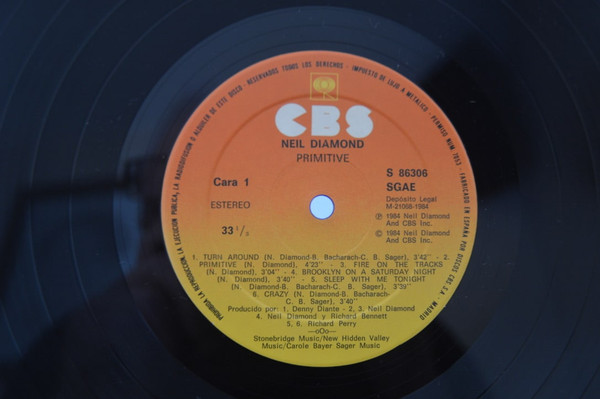 PROHIBIDA LA REPRODUCCION, LA EJECUCION PUBLICA, LA RADIODIFUSION O ALQUILER DE ESTE DISCO · RESERVADOS TODOS LOS DERECHOS · IMPUESTO DE LUJO A METALICO · PERMISO NUM 7053 · FABRICADO EN ESPAÑA POR DISCOS CBS, S.A. MADRID
CBS
NEIL DIAMOND
PRIMITIVE
Cara 1
S 86306
SGAE
ESTEREO
Depósito Legal
M-21068-1984
33 1/3
Ⓟ 1984 Neil Diamond
And CBS Inc.
© 1984 Neil Diamond
And CBS Inc.
1. TURN AROUND (N. Diamond-B. Bacharach-C. B. Sager), 3'42'' - 2.
PRIMITIVE (N. Diamond), 4'23'' - 3. FIRE ON THE TRACKS
(N. Diamond), 3'04'' - 4. BROOKLYN ON A SATURDAY NIGHT
(N. Diamond), 3'40'' - 5. SLEEP WITH ME TONIGHT
(N. Diamond-B. Bacharach-C. B. Sager), 3'39''
6. CRAZY (N. Diamond-B. Bacharach-
C. B. Sager), 3'40''
Producido por: 1. Denny Diante - 2. 3. Neil Diamond
4. Neil Diamond y Richard Bennett
5. 6. Richard Perry
—oOo—
Stonebridge Music/New Hidden Valley
Music/Carole Bayer Sager Music